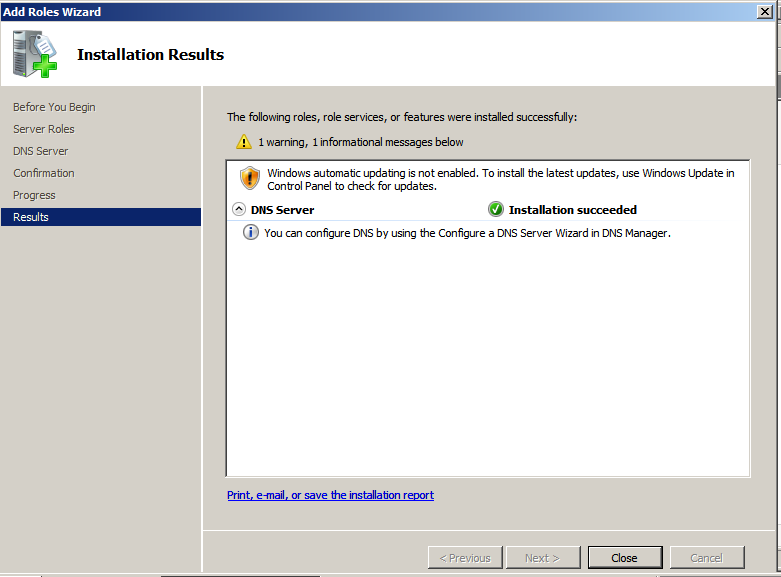 Add Roles Wizard
Installation Results
Before You Begin
Server Roles
DNS Server
Confirmation
Progress
Results
The following roles, role services, or features were installed successfully:
1 warning, 1 informational messages below
Windows automatic updating is not enabled. To install the latest updates, use Windows Update in
Control Panel to check for updates.
DNS Server Installation succeeded
You can configure DNS by using the Configure a DNS Server Wizard in DNS Manager.
Print, e-mail, or save the installation report
< Previous Next > Close Cancel